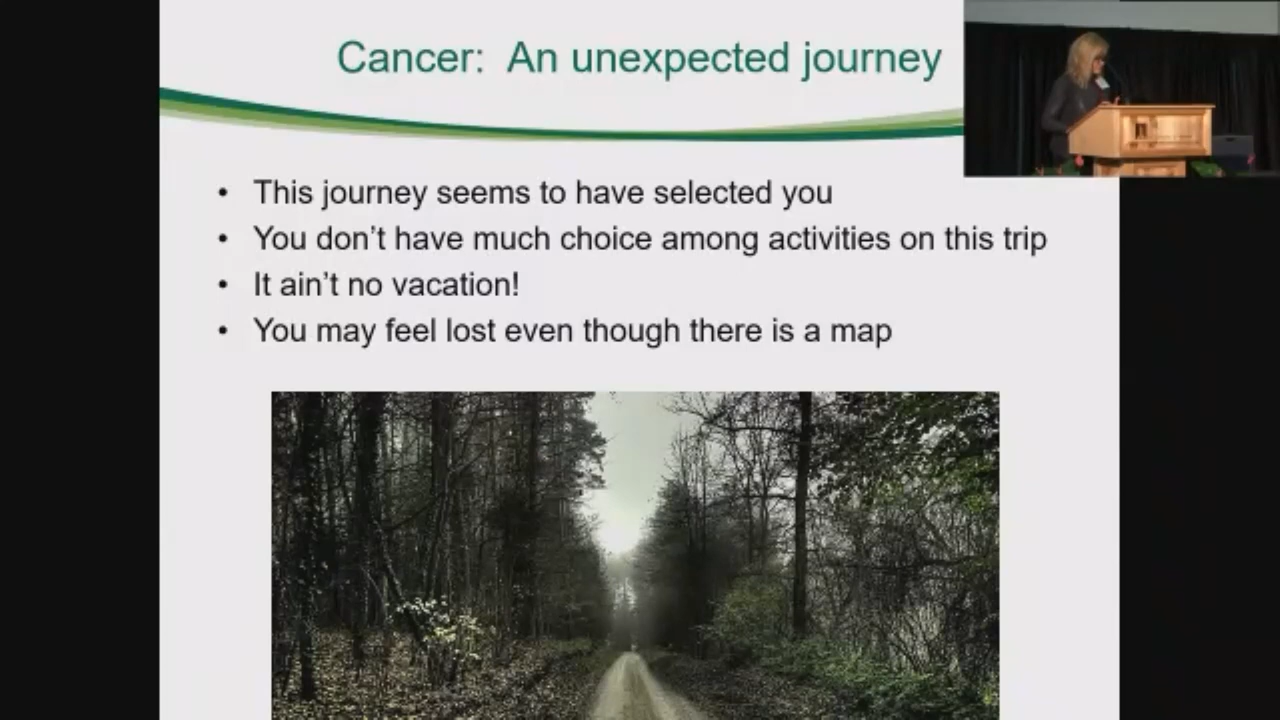 Cancer: An unexpected journey
• This journey seems to have selected you
• You don’t have much choice among activities on this trip
• It ain’t no vacation!
• You may feel lost even though there is a map